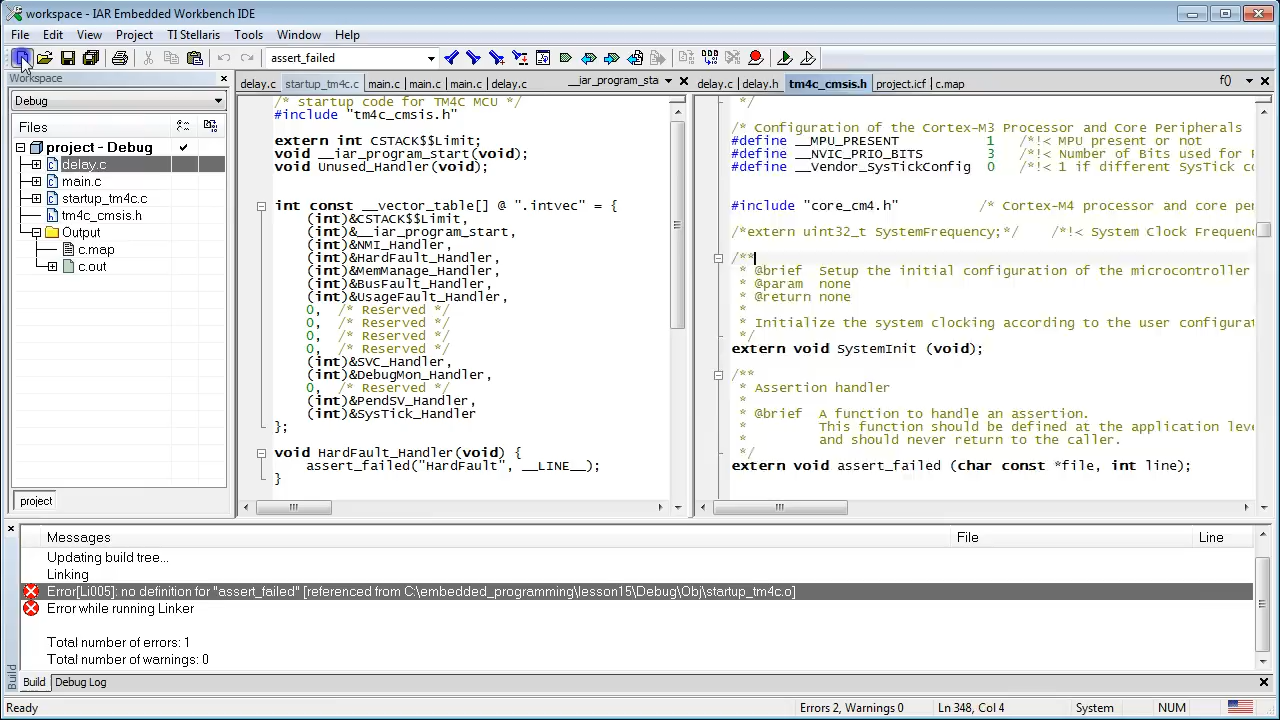 workspace - IAR Embedded Workbench IDE
File Edit View Project TI Stellaris Tools Window Help
assert_failed
Workspace
Debug
Files
project - Debug
delay.c
main.c
startup_tm4c.c
tm4c_cmsis.h
Output
c.map
c.out
project
delay.c startup_tm4c.c main.c main.c main.c delay.c __iar_program_sta
/* startup code for TM4C MCU */
#include "tm4c_cmsis.h"
extern int CSTACK$$Limit;
void __iar_program_start(void);
void Unused_Handler(void);
int const __vector_table[] @ ".intvec" = {
(int)&CSTACK$$Limit,
(int)&__iar_program_start,
(int)&NMI_Handler,
(int)&HardFault_Handler,
(int)&MemManage_Handler,
(int)&BusFault_Handler,
(int)&UsageFault_Handler,
0, /* Reserved */
0, /* Reserved */
0, /* Reserved */
0, /* Reserved */
(int)&SVC_Handler,
(int)&DebugMon_Handler,
0, /* Reserved */
(int)&PendSV_Handler,
(int)&SysTick_Handler
};
void HardFault_Handler(void) {
assert_failed("HardFault", __LINE__);
}
delay.c delay.h tm4c_cmsis.h project.icf c.map f()
*/
/* Configuration of the Cortex-M3 Processor and Core Peripherals
#define __MPU_PRESENT 1 /*!< MPU present or not
#define __NVIC_PRIO_BITS 3 /*!< Number of Bits used for P
#define __Vendor_SysTickConfig 0 /*!< 1 if different SysTick co
#include "core_cm4.h" /* Cortex-M4 processor and core per
/*extern uint32_t SystemFrequency;*/ /*!< System Clock Frequenc
/**
* @brief Setup the initial configuration of the microcontroller
* @param none
* @return none
*
* Initialize the system clocking according to the user configurat
*/
extern void SystemInit (void);
/**
* Assertion handler
*
* @brief A function to handle an assertion.
* This function should be defined at the application leve
* and should never return to the caller.
*/
extern void assert_failed (char const *file, int line);
Messages File Line
Updating build tree...
Linking
Error[Li005]: no definition for "assert_failed" [referenced from C:\embedded_programming\lesson15\Debug\Obj\startup_tm4c.o]
Error while running Linker
Total number of errors: 1
Total number of warnings: 0
Build
Build Debug Log
Ready Errors 2, Warnings 0 Ln 348, Col 4 System NUM